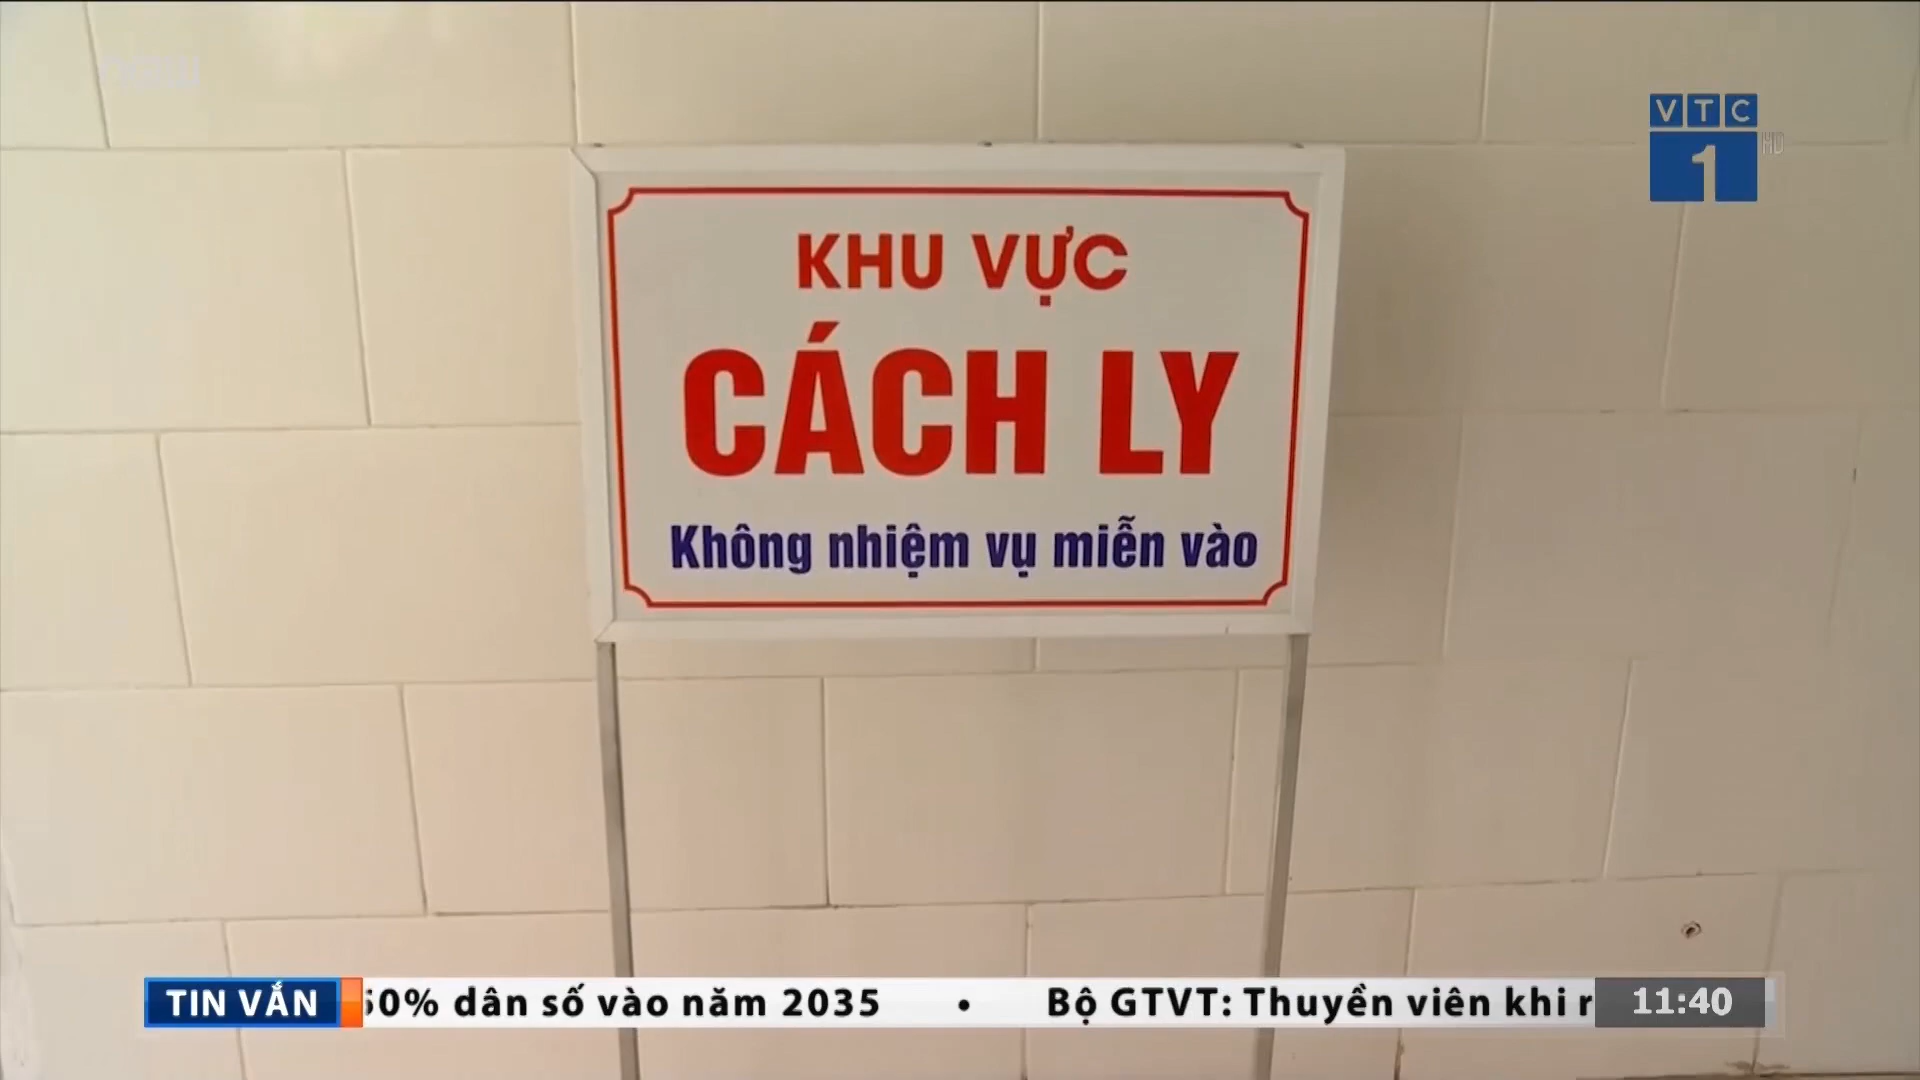 VTC
1
HD
KHU VỰC
CÁCH LY
Không nhiệm vụ miễn vào
TIN VẮN
50% dân số vào năm 2035 • Bộ GTVT: Thuyền viên khi r
11:40